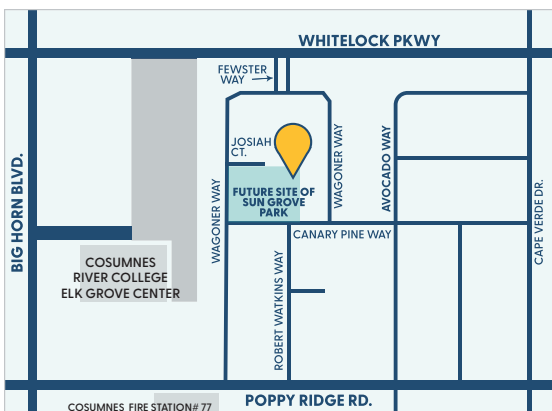 WHITELOCK PKWY
FEWSTER
WAY
JOSIAH
CT.
WAGONER WAY
AVOCADO WAY
BIG HORN BLVD.
WAGONER WAY
CAPE VERDE DR.
FUTURE SITE OF
SUN GROVE
PARK
CANARY PINE WAY
COSUMNES
RIVER COLLEGE
ELK GROVE CENTER
ROBERT WATKINS WAY
POPPY RIDGE RD.
COSUMNES FIRE STATION# 77